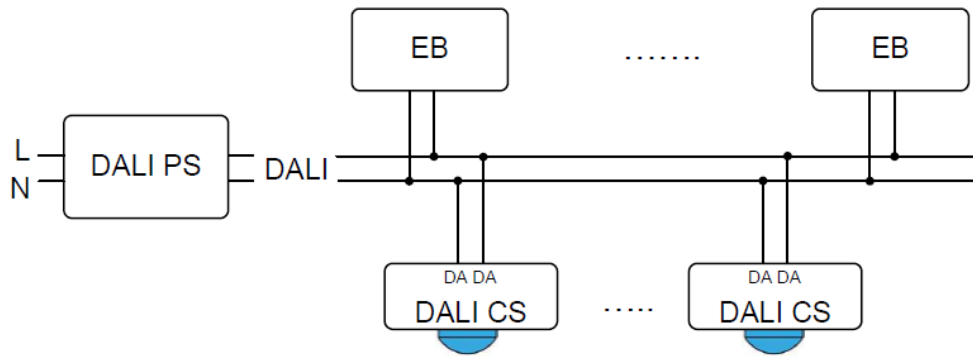 EB
.......
EB
L
N
DALI PS
DALI
DA DA
DALI CS
.....
DA DA
DALI CS